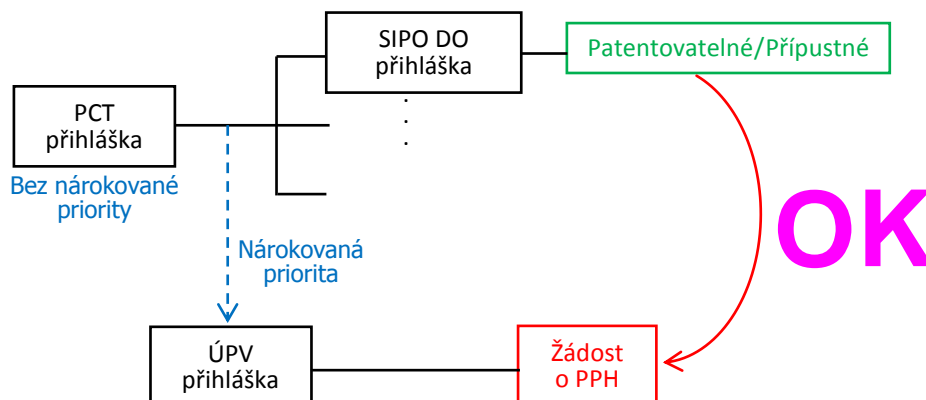 SIPO DO
přihláška
Patentovatelné/Přípustné
PCT
přihláška
Bez nárokované
priority
OK
Nárokovaná
priorita
ÚPV
přihláška
Žádost
o PPH